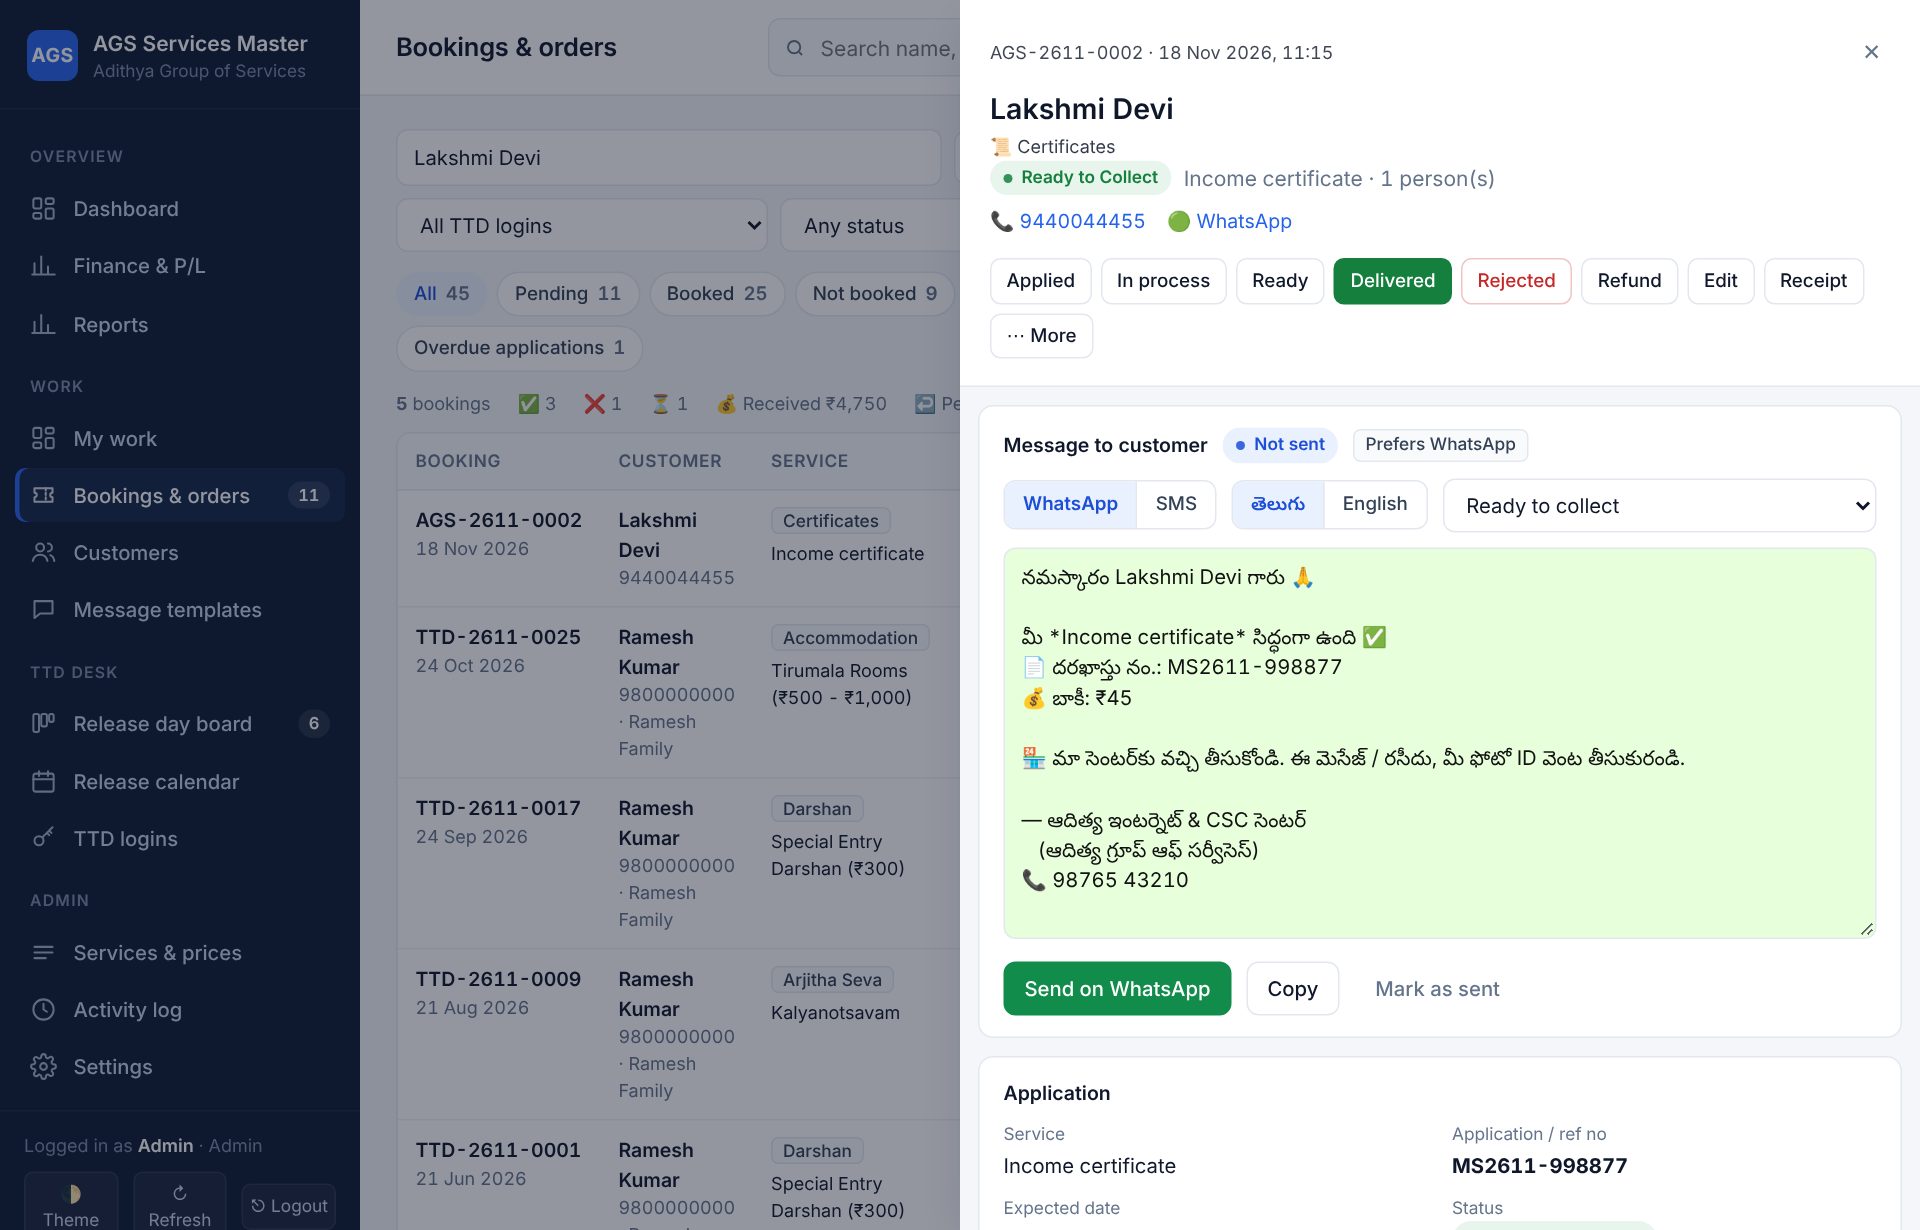 AGS
AGS Services Master
Adithya Group of Services
OVERVIEW
Dashboard
Finance & P/L
Reports
WORK
My work
Bookings & orders 11
Customers
Message templates
TTD DESK
Release day board 6
Release calendar
TTD logins
ADMIN
Services & prices
Activity log
Settings
Logged in as Admin · Admin
Theme
Refresh
Logout
Bookings & orders
Search name,
Lakshmi Devi
All TTD logins
Any status
All 45
Pending 11
Booked 25
Not booked 9
Overdue applications 1
5 bookings ✅ 3 ❌ 1 ⏳ 1 💰 Received ₹4,750 ↩️
BOOKING CUSTOMER SERVICE
AGS-2611-0002
18 Nov 2026
Lakshmi
Devi
9440044455
Certificates
Income certificate
TTD-2611-0025
24 Oct 2026
Ramesh
Kumar
9800000000
· Ramesh
Family
Accommodation
Tirumala Rooms
(₹500 - ₹1,000)
TTD-2611-0017
24 Sep 2026
Ramesh
Kumar
9800000000
· Ramesh
Family
Darshan
Special Entry
Darshan (₹300)
TTD-2611-0009
21 Aug 2026
Ramesh
Kumar
9800000000
· Ramesh
Family
Arjitha Seva
Kalyanotsavam
TTD-2611-0001
21 Jun 2026
Ramesh
Kumar
9800000000
Darshan
Special Entry
Darshan (₹300)
AGS-2611-0002 · 18 Nov 2026, 11:15
Lakshmi Devi
📜 Certificates
Ready to Collect Income certificate · 1 person(s)
📞 9440044455 🟢 WhatsApp
Applied
In process
Ready
Delivered
Rejected
Refund
Edit
Receipt
··· More
Message to customer
Not sent
Prefers WhatsApp
WhatsApp
SMS
తెలుగు
English
Ready to collect
నమస్కారం Lakshmi Devi గారు 🙏
మీ *Income certificate* సిద్ధంగా ఉంది ✅
📄 దరఖాస్తు నం.: MS2611-998877
💰 బాకీ: ₹45
🏪 మా సెంటర్‌కు వచ్చి తీసుకోండి. ఈ మెసేజ్ / రసీదు, మీ ఫోటో ID వెంట తీసుకురండి.
— ఆదిత్య ఇంటర్నెట్ & CSC సెంటర్
(ఆదిత్య గ్రూప్ ఆఫ్ సర్వీసెస్)
📞 98765 43210
Send on WhatsApp
Copy
Mark as sent
Application
Service
Income certificate
Application / ref no
MS2611-998877
Expected date
Status